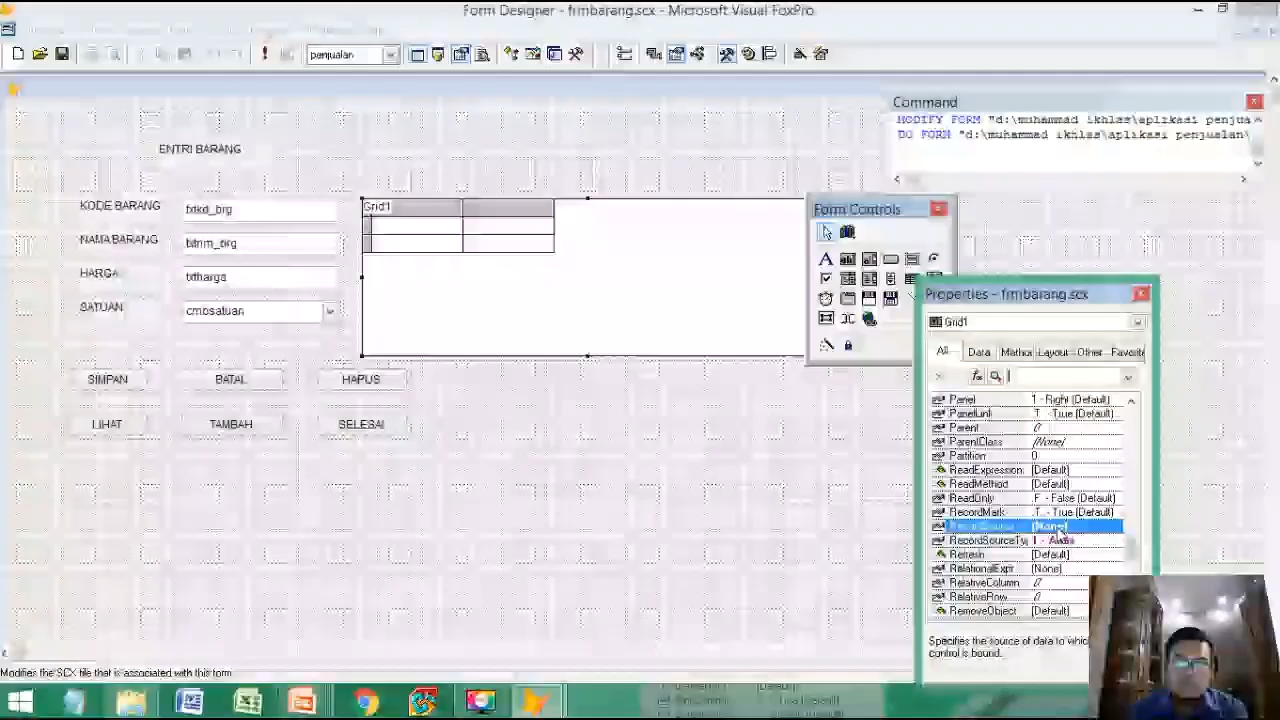 Form Designer - frmbarang.scx - Microsoft Visual FoxPro
penjualan
Command
MODIFY FORM "d:\muhammad ikhlas\aplikasi penjua
DO FORM "d:\muhammad ikhlas\aplikasi penjualan\
ENTRI BARANG
KODE BARANG
txtkd_brg
NAMA BARANG
txtnm_brg
HARGA
txtharga
SATUAN
cmbsatuan
Grid1
SIMPAN
BATAL
HAPUS
LIHAT
TAMBAH
SELESAI
Form Controls
Properties - frmbarang.scx
Grid1
All
Data
Layout
Other
Panel 1 - Right (Default)
PanelLink .T. - True (Default)
Parent 0
ParentClass (None)
Partition 0
ReadExpression [Default]
ReadMethod [Default]
ReadOnly .F. - False (Default)
RecordMark .T. - True (Default)
RecordSource (None)
RecordSourceTy 1 - Alias
Refresh [Default]
RelationalExpr (None)
RelativeColumn 0
RelativeRow 0
RemoveObject [Default]
Specifies the source of data to which
control is bound.
Modifies the SCX file that is associated with this form